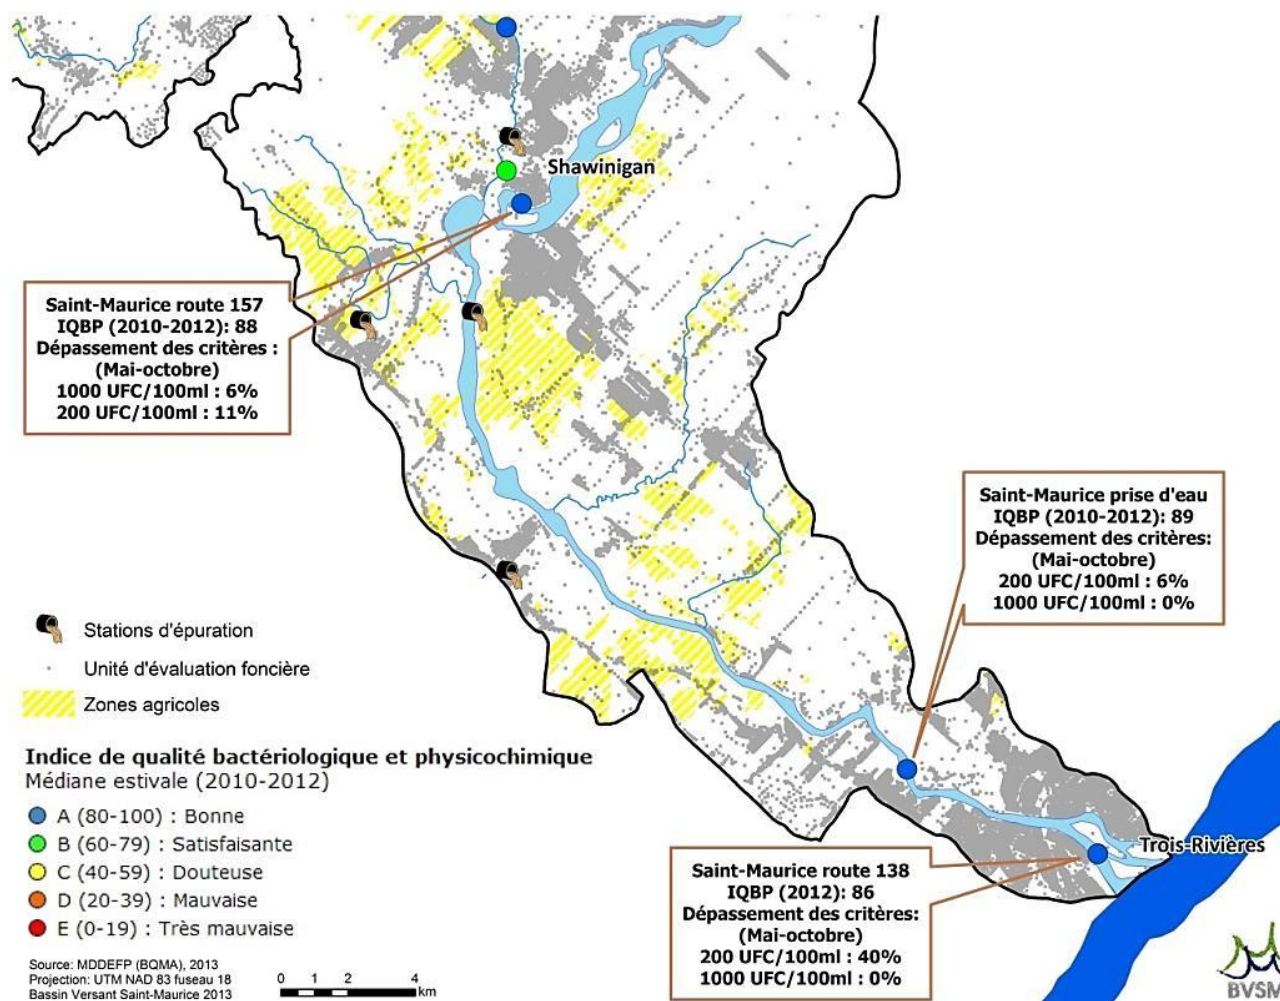 Shawinigan
Saint-Maurice route 157
IQBP (2010-2012): 88
Dépassement des critères :
(Mai-octobre)
1000 UFC/100ml : 6%
200 UFC/100ml : 11%
Saint-Maurice prise d'eau
IQBP (2010-2012): 89
Dépassement des critères:
(Mai-octobre)
200 UFC/100ml : 6%
1000 UFC/100ml : 0%
Stations d'épuration
Unité d'évaluation foncière
Zones agricoles
Indice de qualité bactériologique et physicochimique
Médiane estivale (2010-2012)
A (80-100) : Bonne
B (60-79) : Satisfaisante
C (40-59) : Douteuse
D (20-39) : Mauvaise
E (0-19) : Très mauvaise
Trois-Rivières
Saint-Maurice route 138
IQBP (2012): 86
Dépassement des critères:
(Mai-octobre)
200 UFC/100ml : 40%
1000 UFC/100ml : 0%
Source: MDDEFP (BQMA), 2013
Projection: UTM NAD 83 fuseau 18
Bassin Versant Saint-Maurice 2013
0 1 2 4
km
BVSM